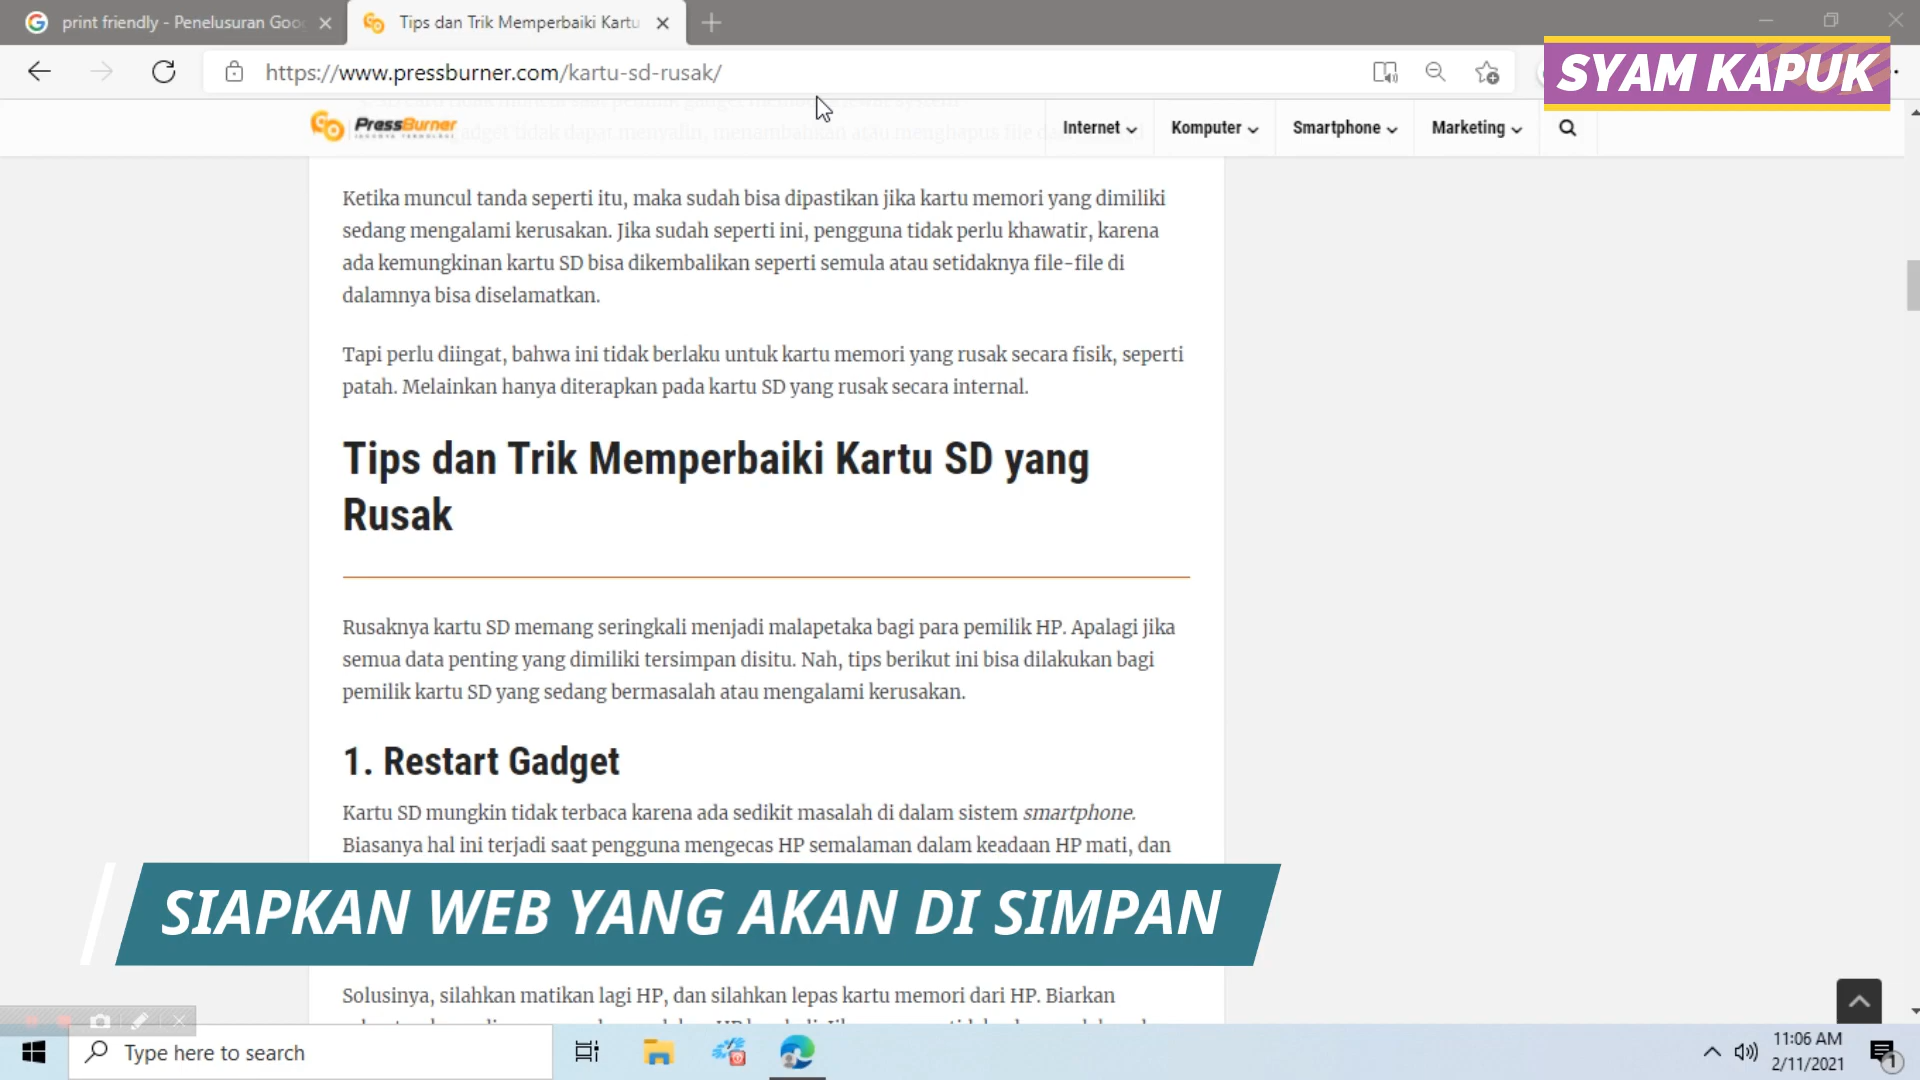 print friendly - Penelusuran Goo
Tips dan Trik Memperbaiki Kartu
https://www.pressburner.com/kartu-sd-rusak/
SYAM KAPUK
PressBurner
gadget tidak dapat menyalin, menambahkan atau menghapus file
Internet
Komputer
Smartphone
Marketing
Ketika muncul tanda seperti itu, maka sudah bisa dipastikan jika kartu memori yang dimiliki
sedang mengalami kerusakan. Jika sudah seperti ini, pengguna tidak perlu khawatir, karena
ada kemungkinan kartu SD bisa dikembalikan seperti semula atau setidaknya file-file di
dalamnya bisa diselamatkan.
Tapi perlu diingat, bahwa ini tidak berlaku untuk kartu memori yang rusak secara fisik, seperti
patah. Melainkan hanya diterapkan pada kartu SD yang rusak secara internal.
Tips dan Trik Memperbaiki Kartu SD yang
Rusak
Rusaknya kartu SD memang seringkali menjadi malapetaka bagi para pemilik HP. Apalagi jika
semua data penting yang dimiliki tersimpan disitu. Nah, tips berikut ini bisa dilakukan bagi
pemilik kartu SD yang sedang bermasalah atau mengalami kerusakan.
1. Restart Gadget
Kartu SD mungkin tidak terbaca karena ada sedikit masalah di dalam sistem smartphone.
Biasanya hal ini terjadi saat pengguna mengecas HP semalaman dalam keadaan HP mati, dan
SIAPKAN WEB YANG AKAN DI SIMPAN
Solusinya, silahkan matikan lagi HP, dan silahkan lepas kartu memori dari HP. Biarkan
Type here to search
11:06 AM
2/11/2021
1